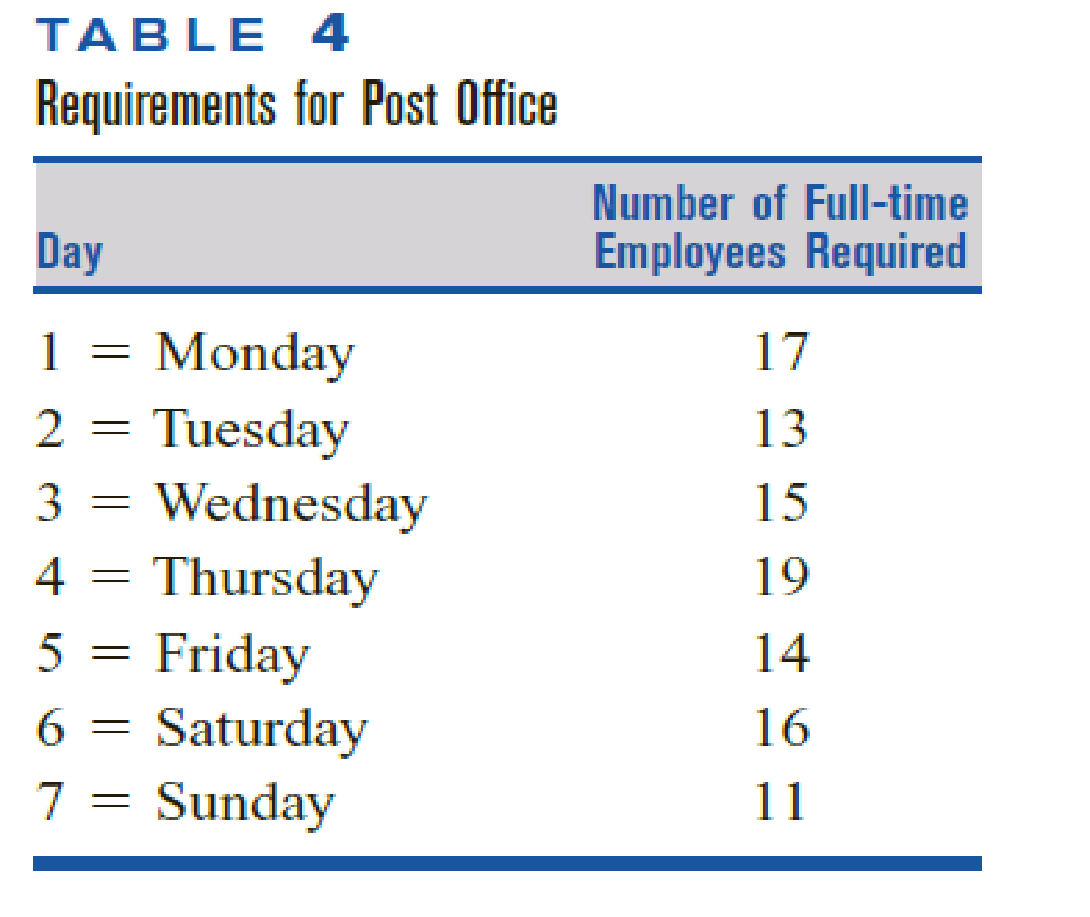 TABLE 4
Requirements for Post Office
Number of Full-time
Day Employees Required
1 = Monday 17
2 = Tuesday 13
3 = Wednesday 15
4 = Thursday 19
5 = Friday 14
6 = Saturday 16
7 = Sunday 11